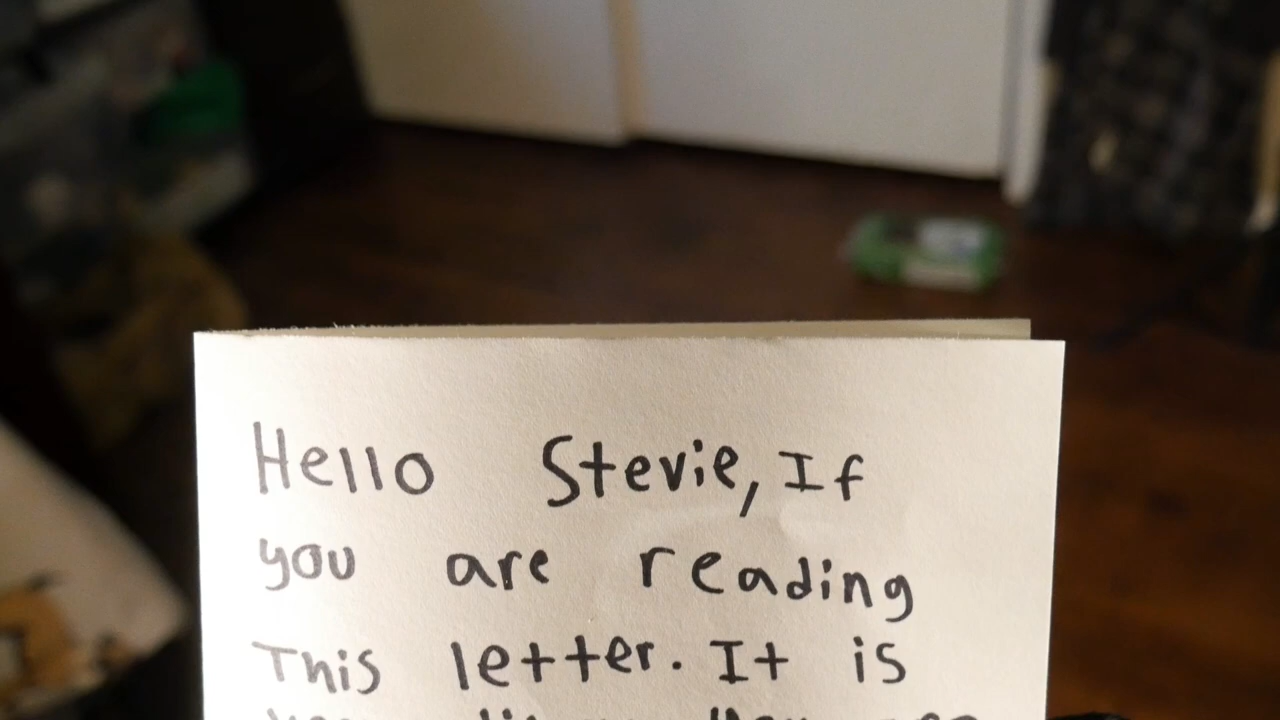 Hello Stevie, If
you are reading
This letter. It is